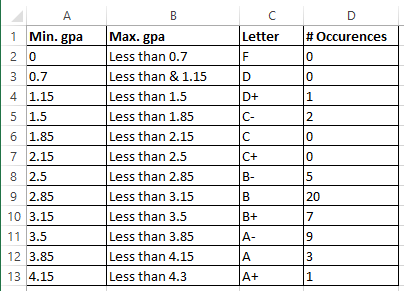 A B C D
1 Min. gpa Max. gpa Letter # Occurences
2 0 Less than 0.7 F 0
3 0.7 Less than & 1.15 D 0
4 1.15 Less than 1.5 D+ 1
5 1.5 Less than 1.85 C- 2
6 1.85 Less than 2.15 C 0
7 2.15 Less than 2.5 C+ 0
8 2.5 Less than 2.85 B- 5
9 2.85 Less than 3.15 B 20
10 3.15 Less than 3.5 B+ 7
11 3.5 Less than 3.85 A- 9
12 3.85 Less than 4.15 A 3
13 4.15 Less than 4.3 A+ 1